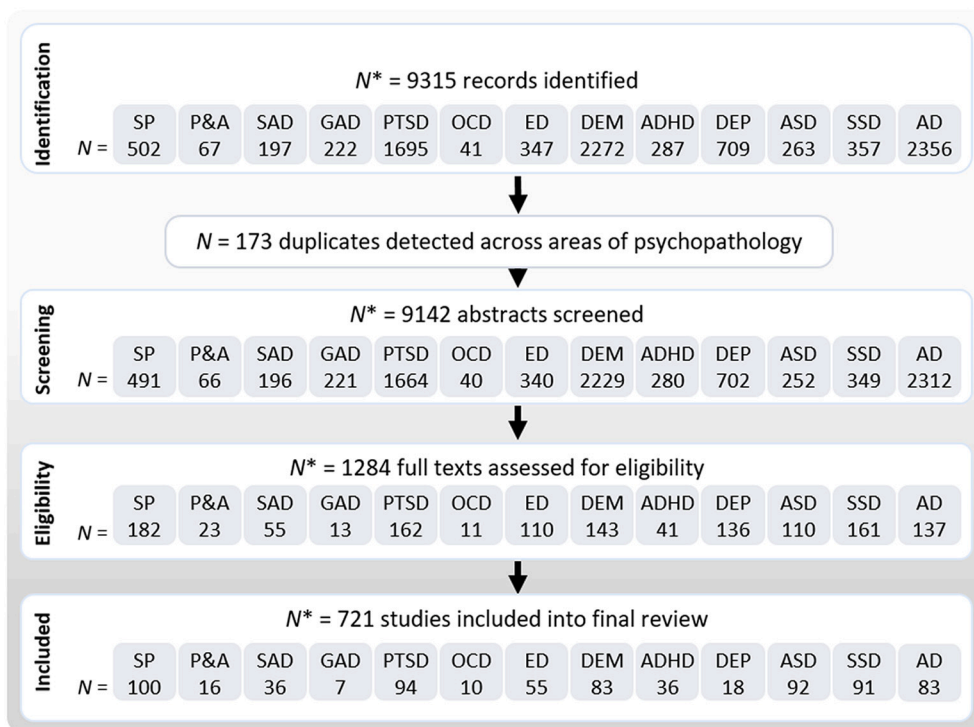 Identification
N* = 9315 records identified
SP P&A SAD GAD PTSD OCD ED DEM ADHD DEP ASD SSD AD
N = 502 67 197 222 1695 41 347 2272 287 709 263 357 2356
N = 173 duplicates detected across areas of psychopathology
Screening
N* = 9142 abstracts screened
SP P&A SAD GAD PTSD OCD ED DEM ADHD DEP ASD SSD AD
N = 491 66 196 221 1664 40 340 2229 280 702 252 349 2312
Eligibility
N* = 1284 full texts assessed for eligibility
SP P&A SAD GAD PTSD OCD ED DEM ADHD DEP ASD SSD AD
N = 182 23 55 13 162 11 110 143 41 136 110 161 137
Included
N* = 721 studies included into final review
SP P&A SAD GAD PTSD OCD ED DEM ADHD DEP ASD SSD AD
N = 100 16 36 7 94 10 55 83 36 18 92 91 83